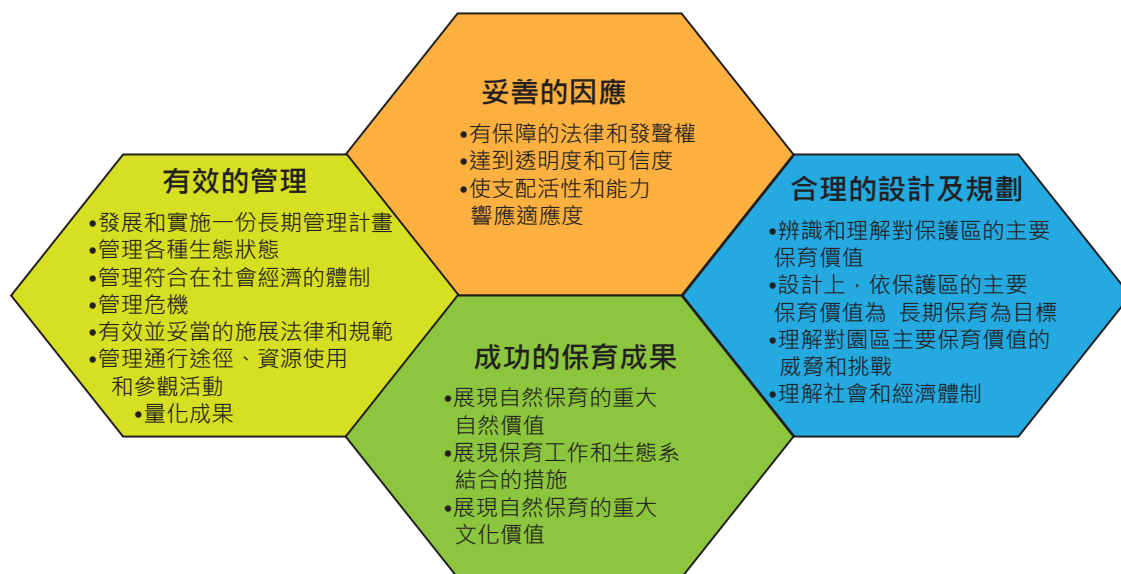 妥善的因應
•有保障的法律和發聲權
•達到透明度和可信度
•使支配活性和能力
響應適應度
有效的管理
•發展和實施一份長期管理計畫
•管理各種生態狀態
•管理符合在社會經濟的體制
•管理危機
•有效並妥當的施展法律和規範
•管理通行途徑、資源使用
和參觀活動
•量化成果
合理的設計及規劃
•辨識和理解對保護區的主要
保育價值
•設計上，依保護區的主要
保育價值為 長期保育為目標
•理解對園區主要保育價值的
威脅和挑戰
•理解社會和經濟體制
成功的保育成果
•展現自然保育的重大
自然價值
•展現保育工作和生態系
結合的措施
•展現自然保育的重大
文化價值